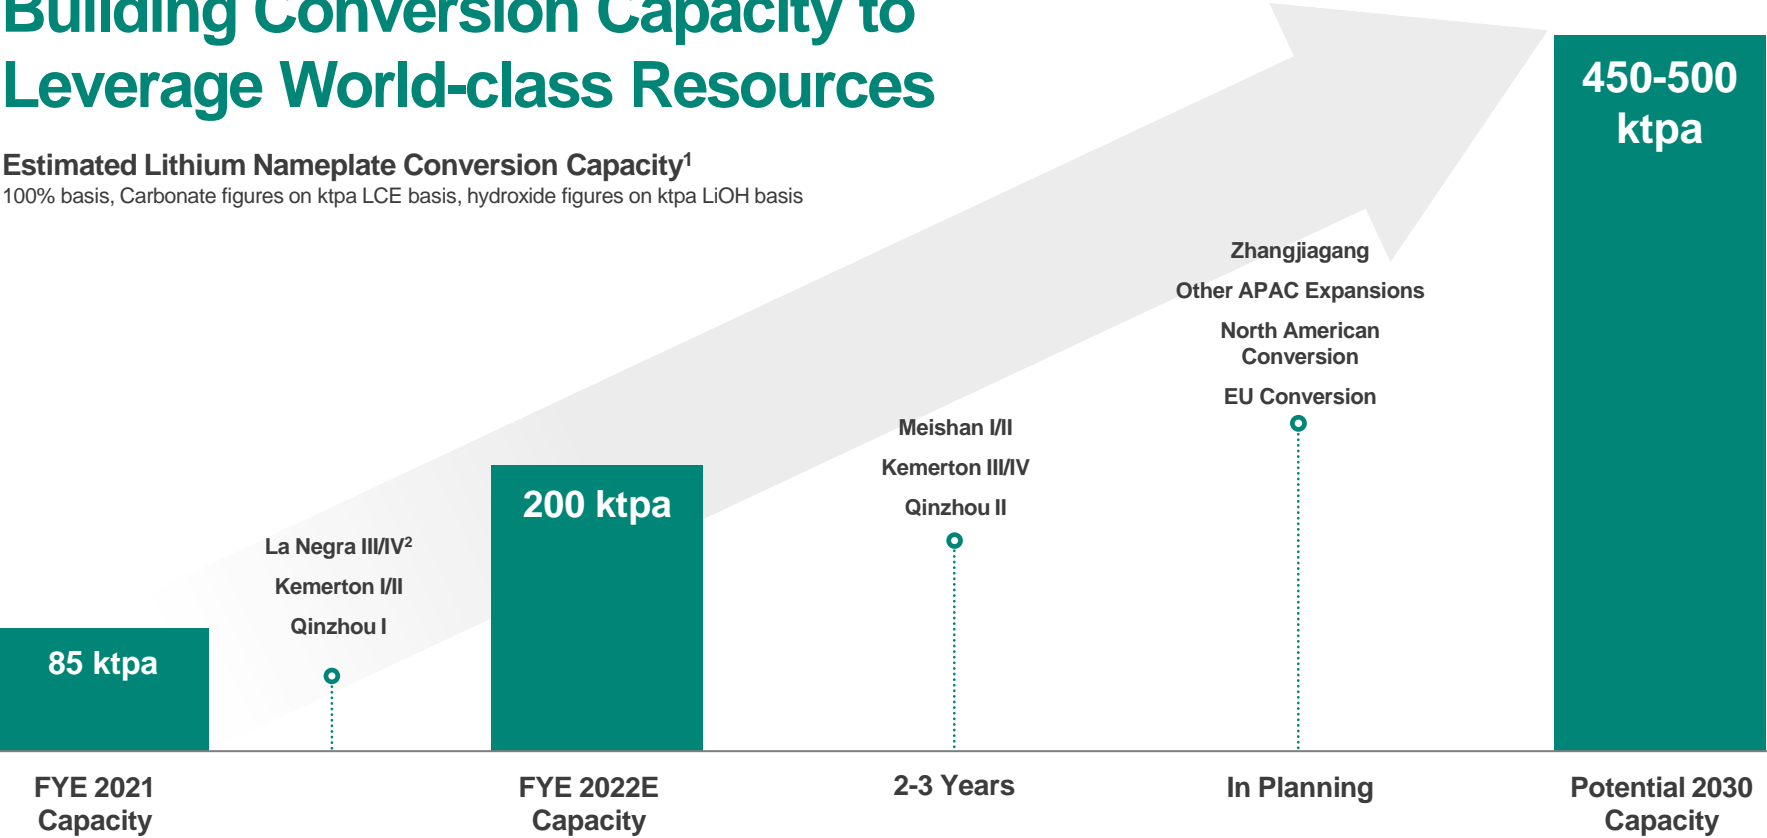 Building Conversion Capacity to
Leverage World-class Resources
Estimated Lithium Nameplate Conversion Capacity¹
100% basis, Carbonate figures on ktpa LCE basis, hydroxide figures on ktpa LiOH basis
450-500
ktpa
Zhangjiagang
Other APAC Expansions
North American
Conversion
EU Conversion
Meishan I/II
Kemerton III/IV
Qinzhou II
200 ktpa
La Negra III/IV²
Kemerton I/II
Qinzhou I
85 ktpa
FYE 2021
Capacity
FYE 2022E
Capacity
2-3 Years
In Planning
Potential 2030
Capacity